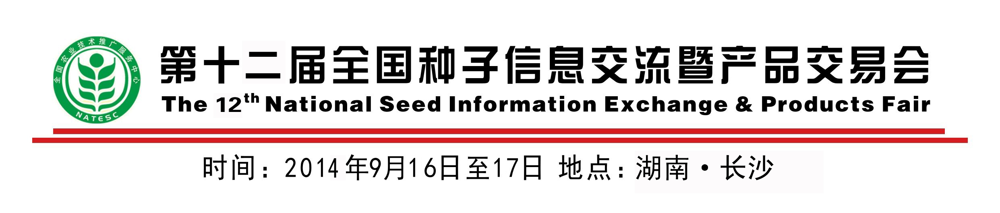 全国农业技术推广服务中心
NATESC
第十二届全国种子信息交流暨产品交易会
The 12th National Seed Information Exchange & Products Fair
时间：2014年9月16日至17日 地点：湖南·长沙